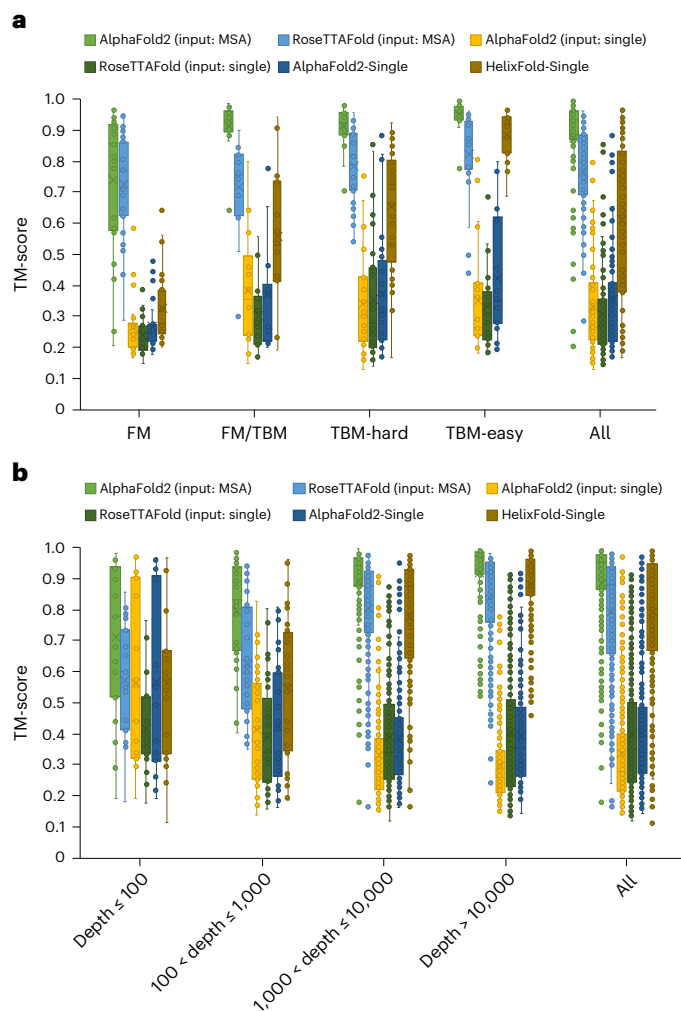 a
AlphaFold2 (input: MSA) RoseTTAFold (input: MSA) AlphaFold2 (input: single)
RoseTTAFold (input: single) AlphaFold2-Single HelixFold-Single
1.0
0.9
0.8
0.7
0.6
0.5
0.4
0.3
0.2
0.1
0
TM-score
FM FM/TBM TBM-hard TBM-easy All
b
AlphaFold2 (input: MSA) RoseTTAFold (input: MSA) AlphaFold2 (input: single)
RoseTTAFold (input: single) AlphaFold2-Single HelixFold-Single
1.0
0.9
0.8
0.7
0.6
0.5
0.4
0.3
0.2
0.1
0
TM-score
Depth ≤ 100
100 < depth ≤ 1,000
1,000 < depth ≤ 10,000
Depth > 10,000
All